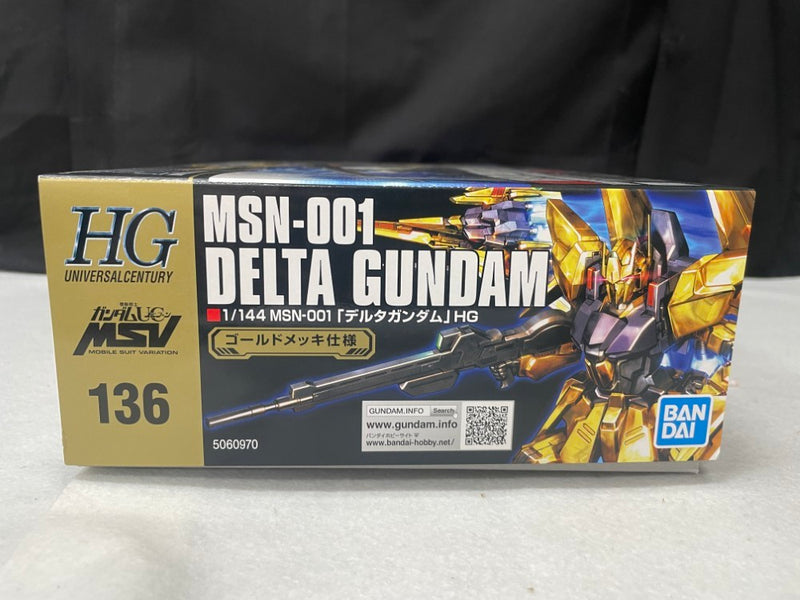 HG
UNIVERSALCENTURY
機動戦士
ガンダムUC
MSV
MOBILE SUIT VARIATION
136
MSN-001
DELTA GUNDAM
1/144 MSN-001「デルタガンダム」HG
ゴールドメッキ仕様
5060970
GUNDAM.INFO Search
www.gundam.info
バンダイホビーサイト
www.bandai-hobby.net/
BAN
DAI